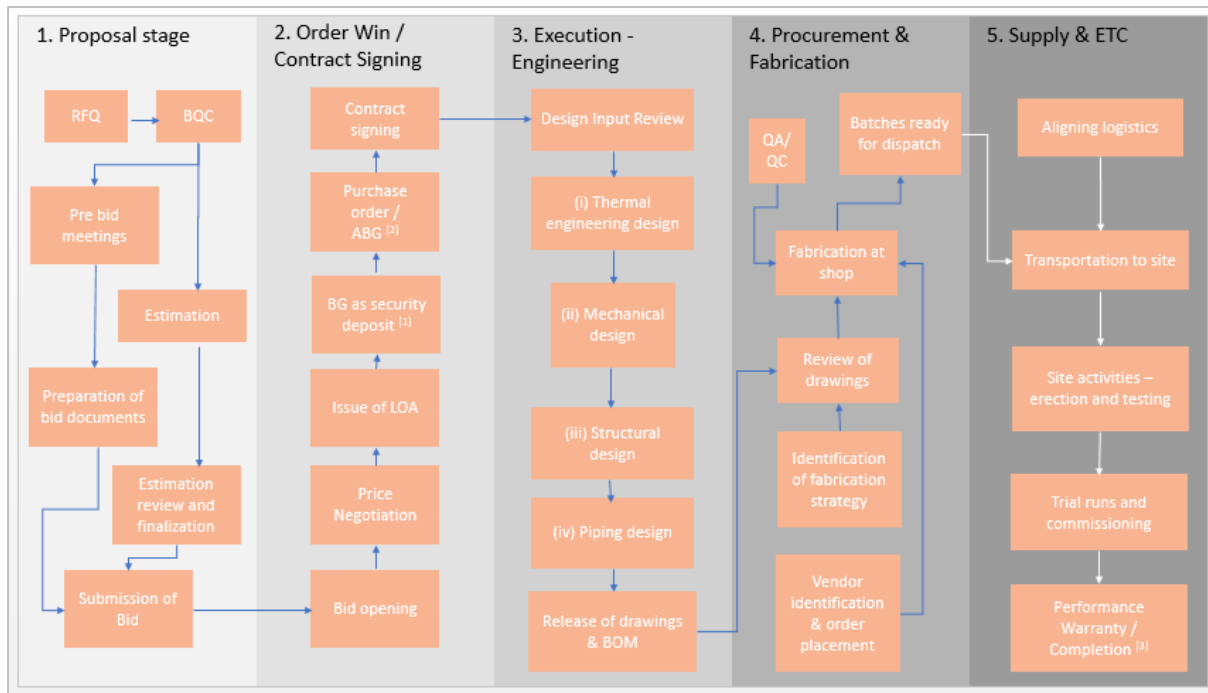 1. Proposal stage
RFQ
BQC
Pre bid
meetings
Estimation
Preparation of
bid documents
Estimation
review and
finalization
Submission of
Bid
2. Order Win /
Contract Signing
Contract
signing
Purchase
order /
ABG [2]
BG as security
deposit [1]
Issue of LOA
Price
Negotiation
Bid opening
3. Execution -
Engineering
Design Input Review
(i) Thermal
engineering design
(ii) Mechanical
design
(iii) Structural
design
(iv) Piping design
Release of drawings
& BOM
4. Procurement &
Fabrication
QA/
QC
Batches ready
for dispatch
Fabrication at
shop
Review of
drawings
Identification
of fabrication
strategy
Vendor
identification
& order
placement
5. Supply & ETC
Aligning logistics
Transportation to site
Site activities –
erection and testing
Trial runs and
commissioning
Performance
Warranty /
Completion [3]